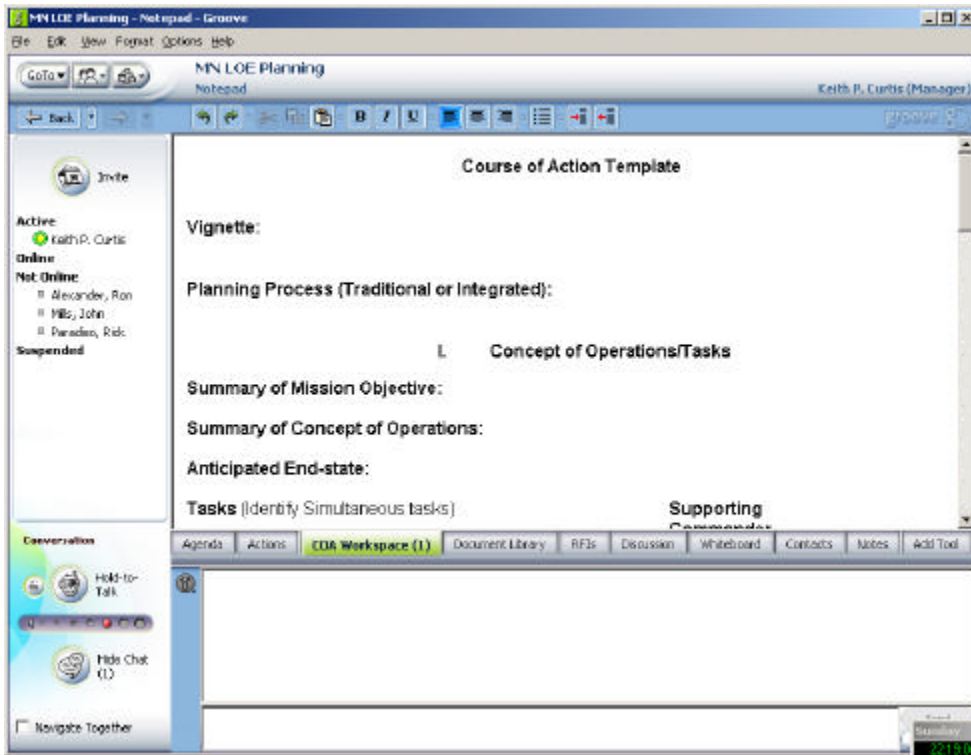 MN LOE Planning - Notepad - Groove
File Edit View Format Options Help
GoTo
MN LOE Planning
Notepad
Keith P. Curtis (Manager)
Back
B I U
groove
Invite
Active
Keith P. Curtis
Online
Not Online
Alexander, Ron
Mills, John
Paradiso, Rick
Suspended
Course of Action Template
Vignette:
Planning Process (Traditional or Integrated):
I. Concept of Operations/Tasks
Summary of Mission Objective:
Summary of Concept of Operations:
Anticipated End-state:
Tasks (Identify Simultaneous tasks) Supporting
Commander
Agenda Actions COA Workspace (1) Document Library RFIs Discussion Whiteboard Contacts Notes Add Tool
Conversation
Hold-to-
Talk
Hide Chat
(1)
Navigate Together
Sunday